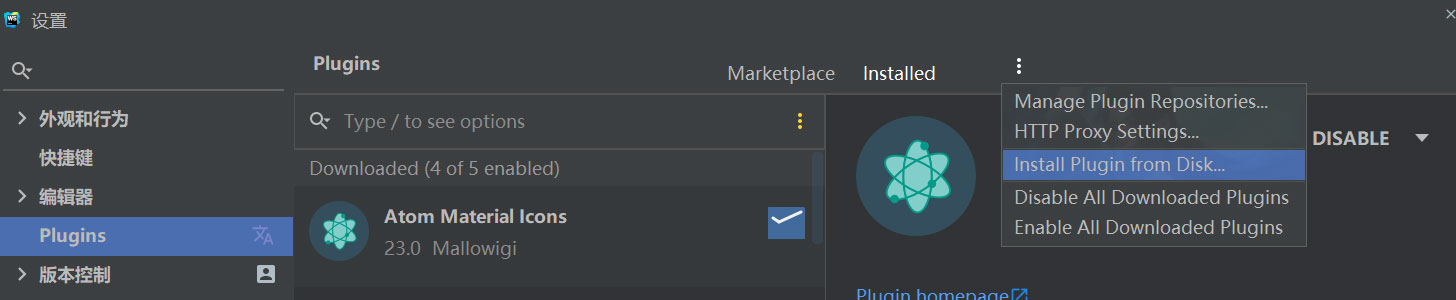 WS 设置
Plugins
Marketplace Installed
外观和行为
快捷键
编辑器
Plugins
版本控制
Type / to see options
Downloaded (4 of 5 enabled)
Atom Material Icons
23.0 Mallowigi
Manage Plugin Repositories...
HTTP Proxy Settings...
Install Plugin from Disk...
Disable All Downloaded Plugins
Enable All Downloaded Plugins
DISABLE
Plugin homepage